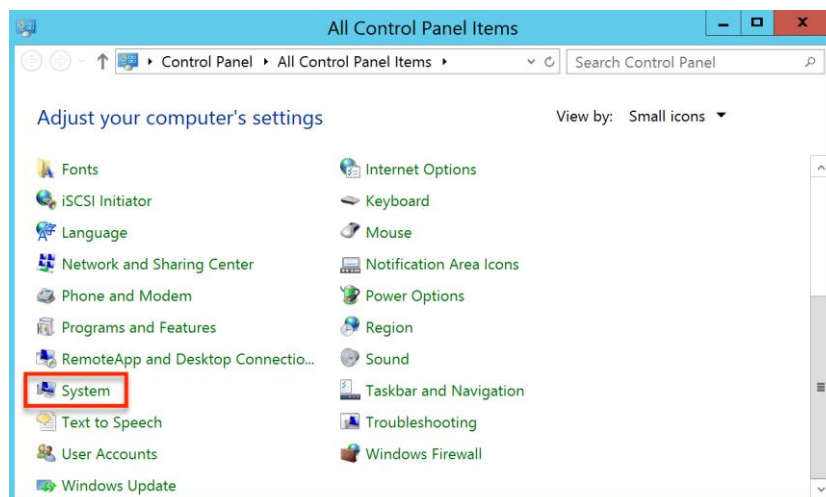 All Control Panel Items
Control Panel All Control Panel Items
Search Control Panel
Adjust your computer's settings
View by: Small icons
Fonts
iSCSI Initiator
Language
Network and Sharing Center
Phone and Modem
Programs and Features
RemoteApp and Desktop Connectio...
System
Text to Speech
User Accounts
Windows Update
Internet Options
Keyboard
Mouse
Notification Area Icons
Power Options
Region
Sound
Taskbar and Navigation
Troubleshooting
Windows Firewall